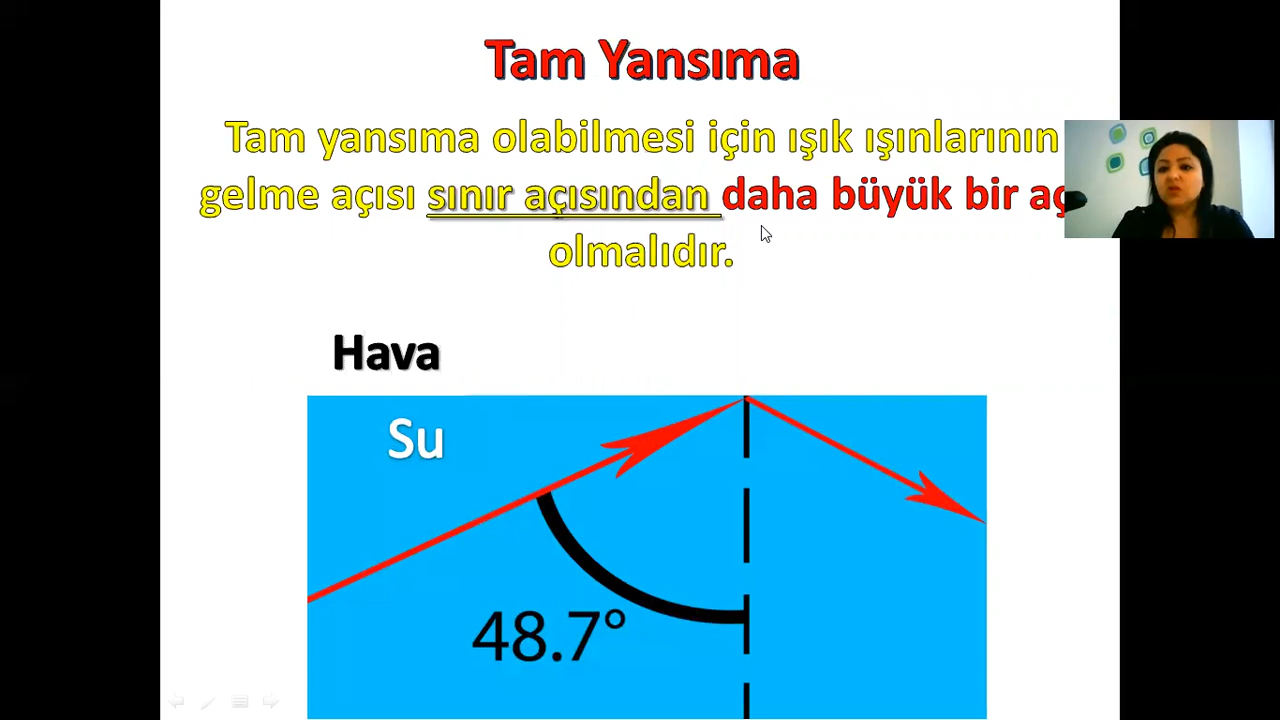 Tam Yansıma
Tam yansıma olabilmesi için ışık ışınlarının
gelme açısı sınır açısından daha büyük bir
olmalıdır.
Hava
Su
48.7°